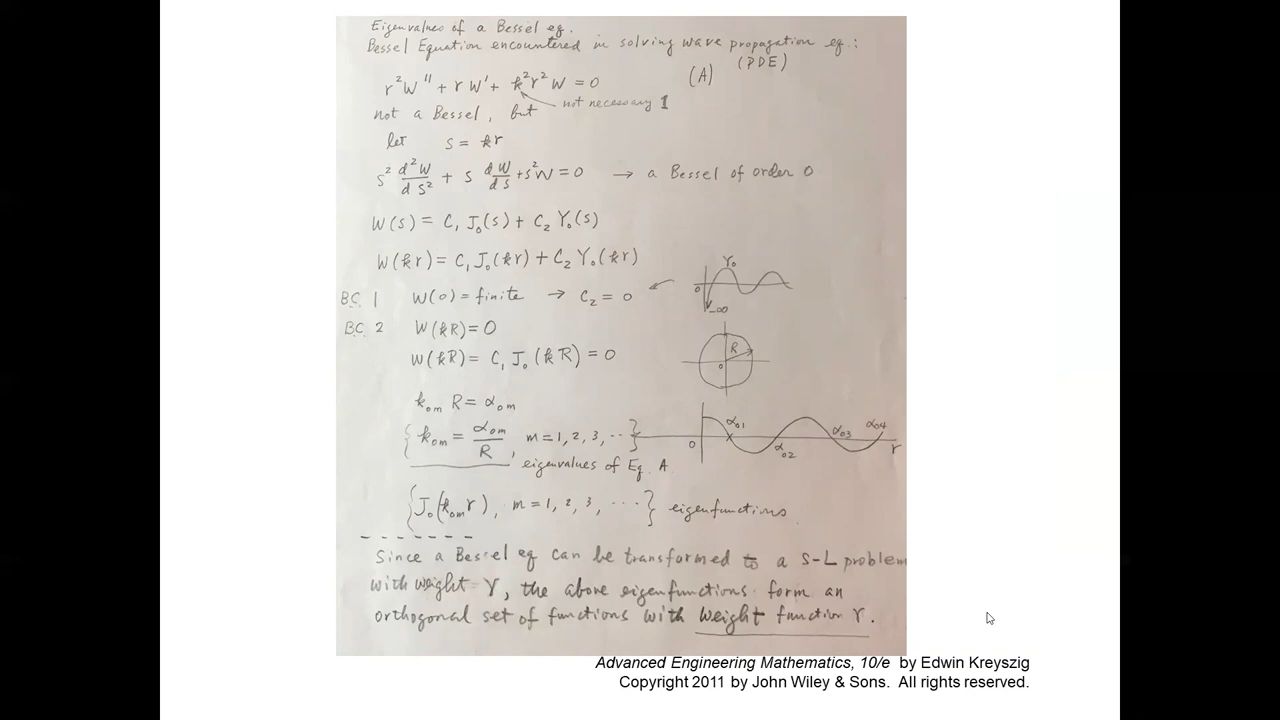 Eigenvalues of a Bessel eq.
Bessel Equation encountered in solving wave propagation eq.:
(PDE)
r²W'' + rW' + k²r²W = 0 (A)
not necessary 1
not a Bessel, but
let s = kr
s² d²W/ds² + s dW/ds + s²W = 0 → a Bessel of order 0
W(s) = C₁J₀(s) + C₂Y₀(s)
W(kr) = C₁J₀(kr) + C₂Y₀(kr)
Y₀
0
-∞
B.C. 1 W(0) = finite → C₂ = 0
B.C. 2 W(kR) = 0
R
0
W(kR) = C₁J₀(kR) = 0
k₀ₘ R = α₀ₘ
{k₀ₘ = α₀ₘ/R, m = 1, 2, 3, ...}
0 α₀₁ α₀₂ α₀₃ α₀₄ r
eigenvalues of Eq. A
{J₀(k₀ₘr), m = 1, 2, 3, ...} eigenfunctions.
Since a Bessel eq can be transformed to a S-L problem
with weight r, the above eigenfunctions form an
orthogonal set of functions with weight function r.
Advanced Engineering Mathematics, 10/e by Edwin Kreyszig
Copyright 2011 by John Wiley & Sons. All rights reserved.